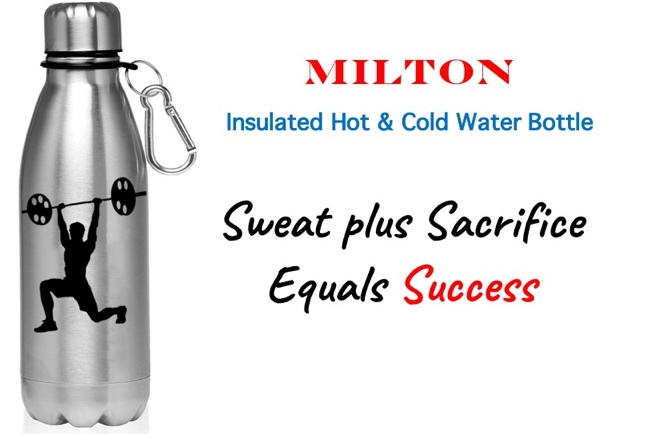 MILTON
Insulated Hot & Cold Water Bottle
Sweat plus Sacrifice
Equals Success